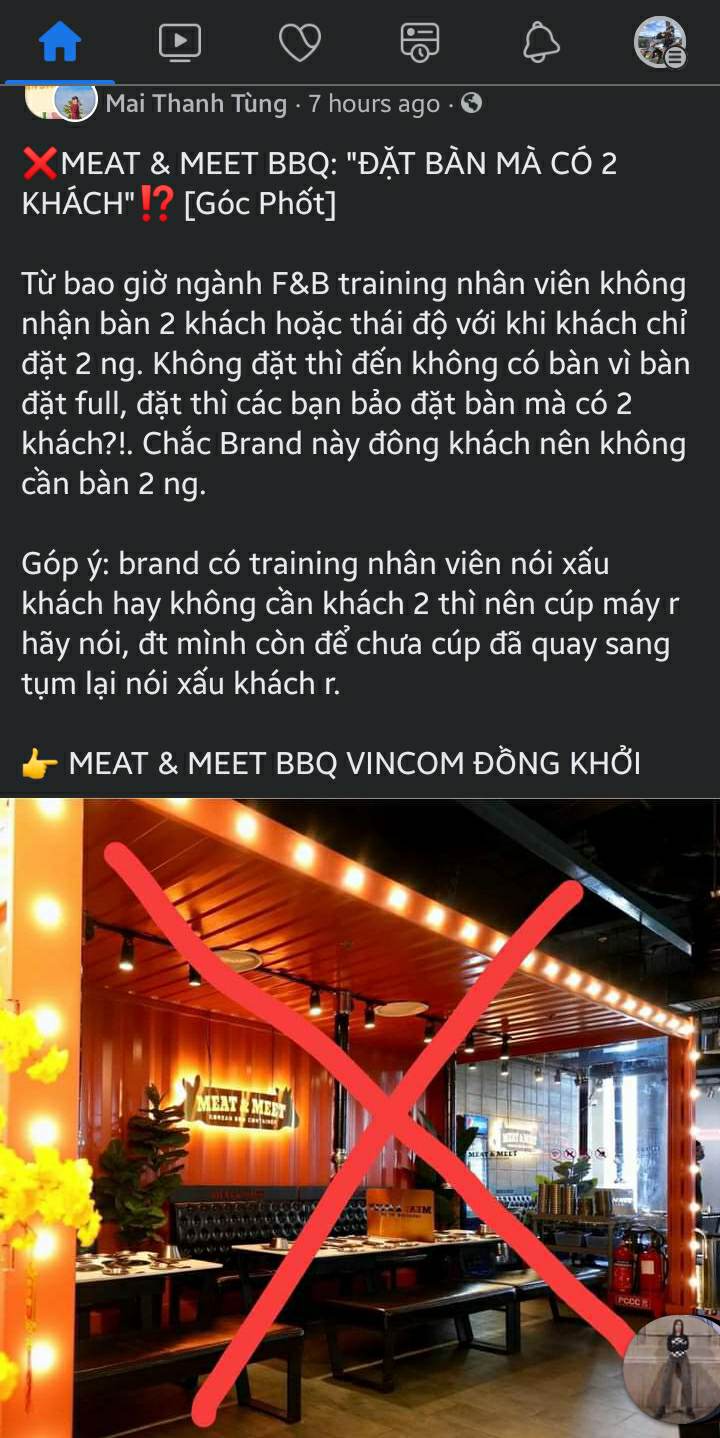 Mai Thanh Tùng · 7 hours ago ·
❌MEAT & MEET BBQ: "ĐẶT BÀN MÀ CÓ 2
KHÁCH"⁉️ [Góc Phốt]
Từ bao giờ ngành F&B training nhân viên không
nhận bàn 2 khách hoặc thái độ với khi khách chỉ
đặt 2 ng. Không đặt thì đến không có bàn vì bàn
đặt full, đặt thì các bạn bảo đặt bàn mà có 2
khách?!. Chắc Brand này đông khách nên không
cần bàn 2 ng.
Góp ý: brand có training nhân viên nói xấu
khách hay không cần khách 2 thì nên cúp máy r
hãy nói, đt mình còn để chưa cúp đã quay sang
tụm lại nói xấu khách r.
👉 MEAT & MEET BBQ VINCOM ĐỒNG KHỞI
MEAT & MEET
KOREAN BBQ CONTAINER
MEAT & MEET
PCCC